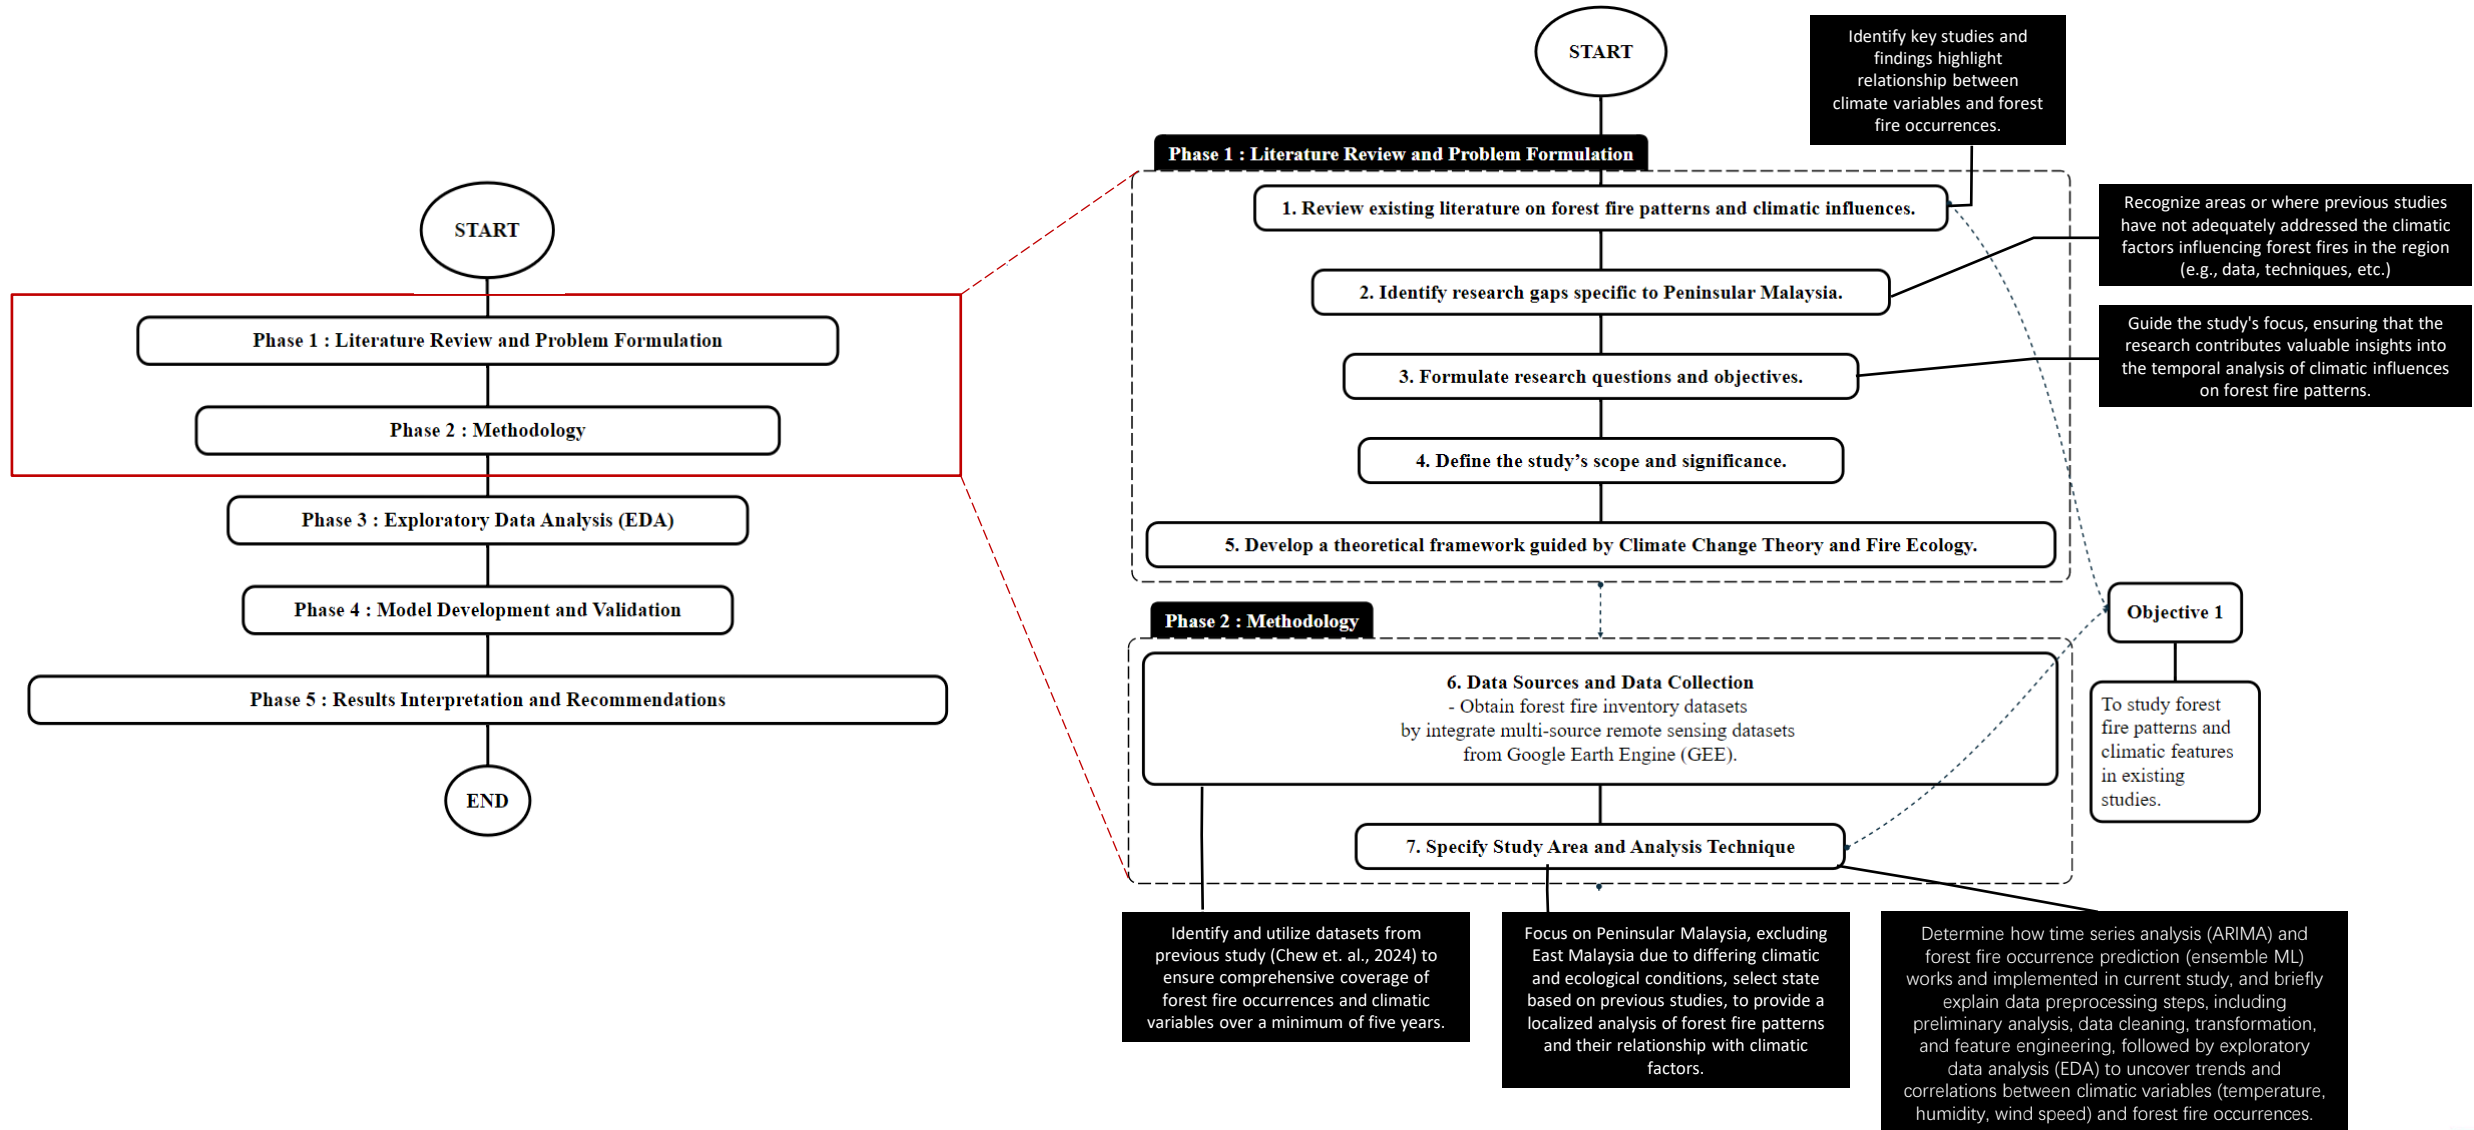 START
Phase 1 : Literature Review and Problem Formulation
Phase 2 : Methodology
Phase 3 : Exploratory Data Analysis (EDA)
Phase 4 : Model Development and Validation
Phase 5 : Results Interpretation and Recommendations
END
START
Phase 1 : Literature Review and Problem Formulation
1. Review existing literature on forest fire patterns and climatic influences.
2. Identify research gaps specific to Peninsular Malaysia.
3. Formulate research questions and objectives.
4. Define the study’s scope and significance.
5. Develop a theoretical framework guided by Climate Change Theory and Fire Ecology.
Identify key studies and
findings highlight
relationship between
climate variables and forest
fire occurrences.
Recognize areas or where previous studies
have not adequately addressed the climatic
factors influencing forest fires in the region
(e.g., data, techniques, etc.)
Guide the study's focus, ensuring that the
research contributes valuable insights into
the temporal analysis of climatic influences
on forest fire patterns.
Phase 2 : Methodology
6. Data Sources and Data Collection
- Obtain forest fire inventory datasets
by integrate multi-source remote sensing datasets
from Google Earth Engine (GEE).
7. Specify Study Area and Analysis Technique
Objective 1
To study forest
fire patterns and
climatic features
in existing
studies.
Identify and utilize datasets from
previous study (Chew et. al., 2024) to
ensure comprehensive coverage of
forest fire occurrences and climatic
variables over a minimum of five years.
Focus on Peninsular Malaysia, excluding
East Malaysia due to differing climatic
and ecological conditions, select state
based on previous studies, to provide a
localized analysis of forest fire patterns
and their relationship with climatic
factors.
Determine how time series analysis (ARIMA) and
forest fire occurrence prediction (ensemble ML)
works and implemented in current study, and briefly
explain data preprocessing steps, including
preliminary analysis, data cleaning, transformation,
and feature engineering, followed by exploratory
data analysis (EDA) to uncover trends and
correlations between climatic variables (temperature,
humidity, wind speed) and forest fire occurrences.